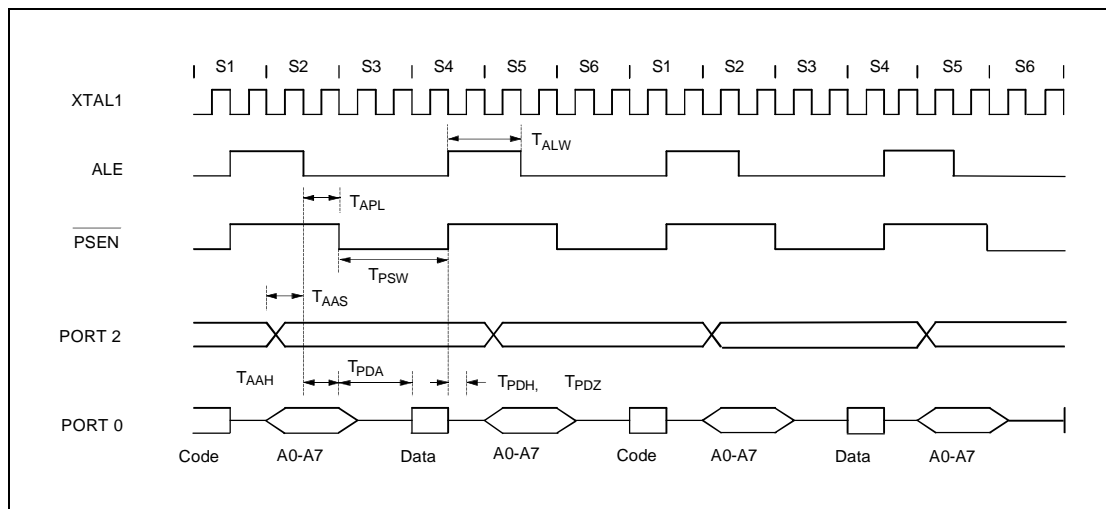 S1 S2 S3 S4 S5 S6 S1 S2 S3 S4 S5 S6
XTAL1
TALW
ALE
TAPL
PSEN
TPSW
TAAS
PORT 2
TAAH TPDA TPDH, TPDZ
PORT 0
Code A0-A7 Data A0-A7 Code A0-A7 Data A0-A7